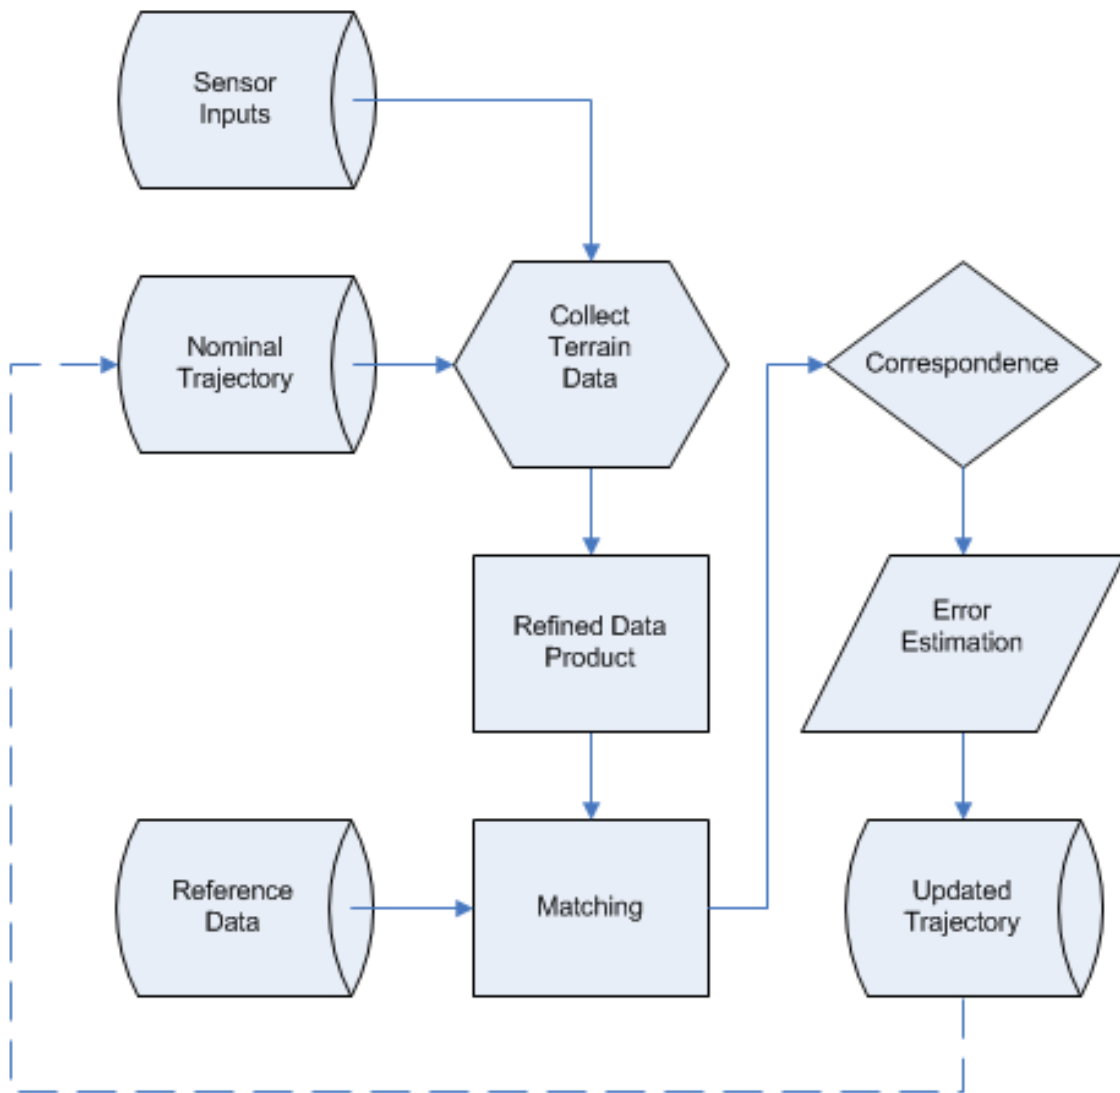 Sensor
Inputs
Nominal
Trajectory
Collect
Terrain
Data
Correspondence
Refined Data
Product
Error
Estimation
Reference
Data
Matching
Updated
Trajectory